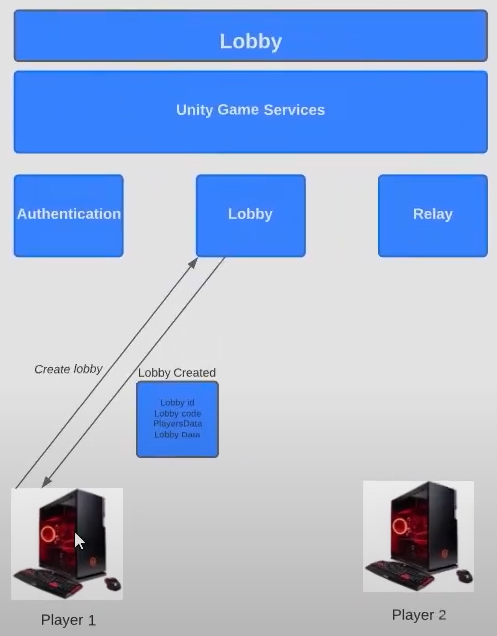 Lobby
Unity Game Services
Authentication
Lobby
Relay
Create lobby
Lobby Created
Lobby id
Lobby code
PlayersData
Lobby Data
Player 1
Player 2